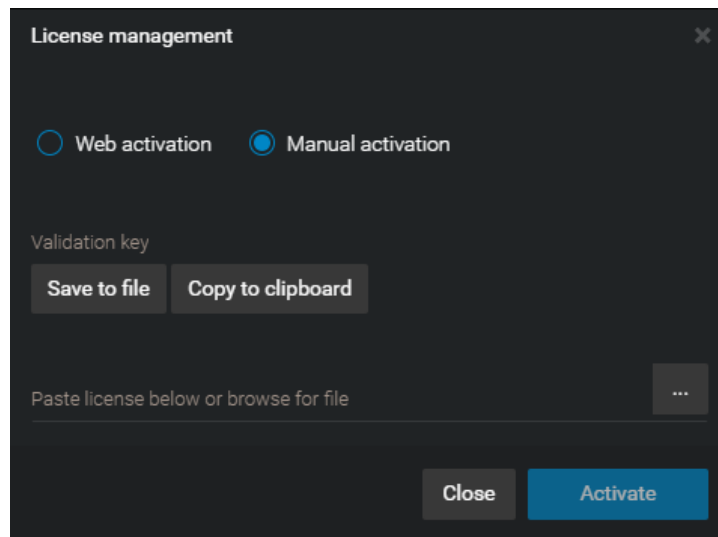 License management
Web activation Manual activation
Validation key
Save to file Copy to clipboard
...
Paste license below or browse for file
Close Activate